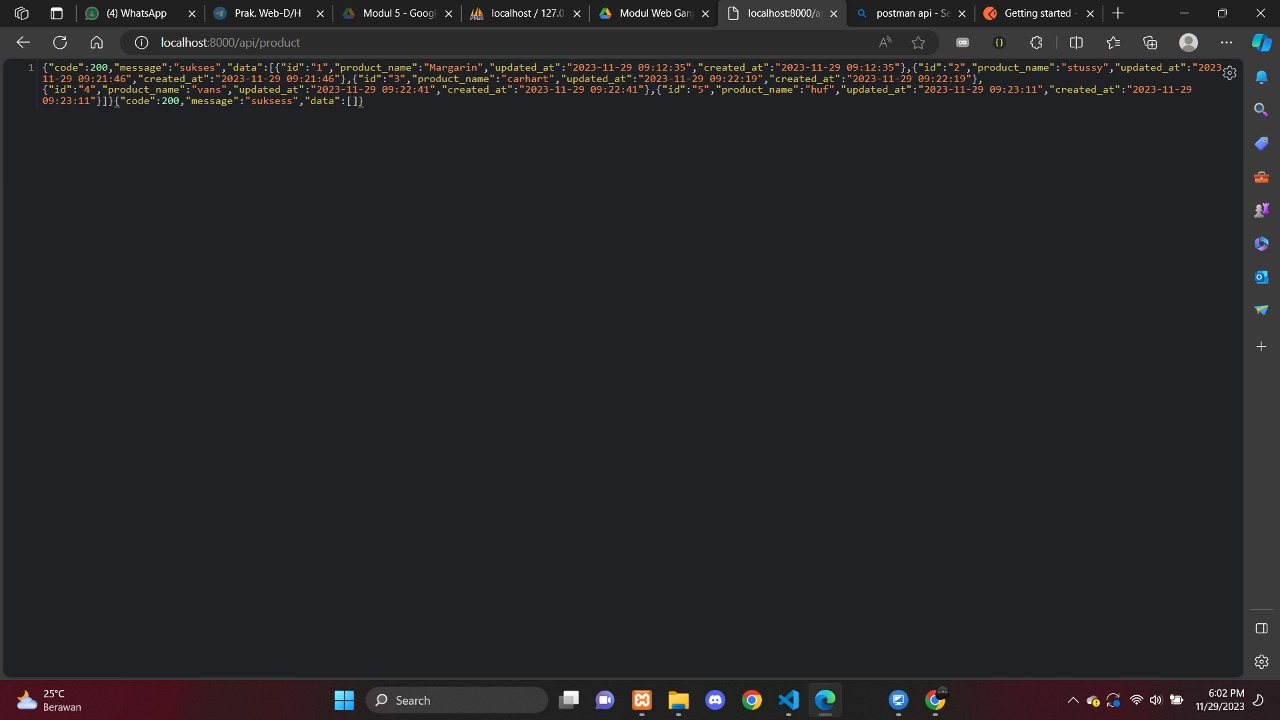 (4) WhatsApp
Prak. Web-D/H
Modul 5 - Googl
localhost / 127.0
Modul Web Gan
localhost:8000/a
postman api - Se
Getting started -
localhost:8000/api/product
1
{"code":200,"message":"sukses","data":[{"id":"1","product_name":"Margarin","updated_at":"2023-11-29 09:12:35","created_at":"2023-11-29 09:12:35"},{"id":"2","product_name":"stussy","updated_at":"2023-
11-29 09:21:46","created_at":"2023-11-29 09:21:46"},{"id":"3","product_name":"carhart","updated_at":"2023-11-29 09:22:19","created_at":"2023-11-29 09:22:19"},
{"id":"4","product_name":"vans","updated_at":"2023-11-29 09:22:41","created_at":"2023-11-29 09:22:41"},{"id":"5","product_name":"huf","updated_at":"2023-11-29 09:23:11","created_at":"2023-11-29
09:23:11"}]}{"code":200,"message":"suksess","data":[]}
25°C
Berawan
Search
6:02 PM
11/29/2023